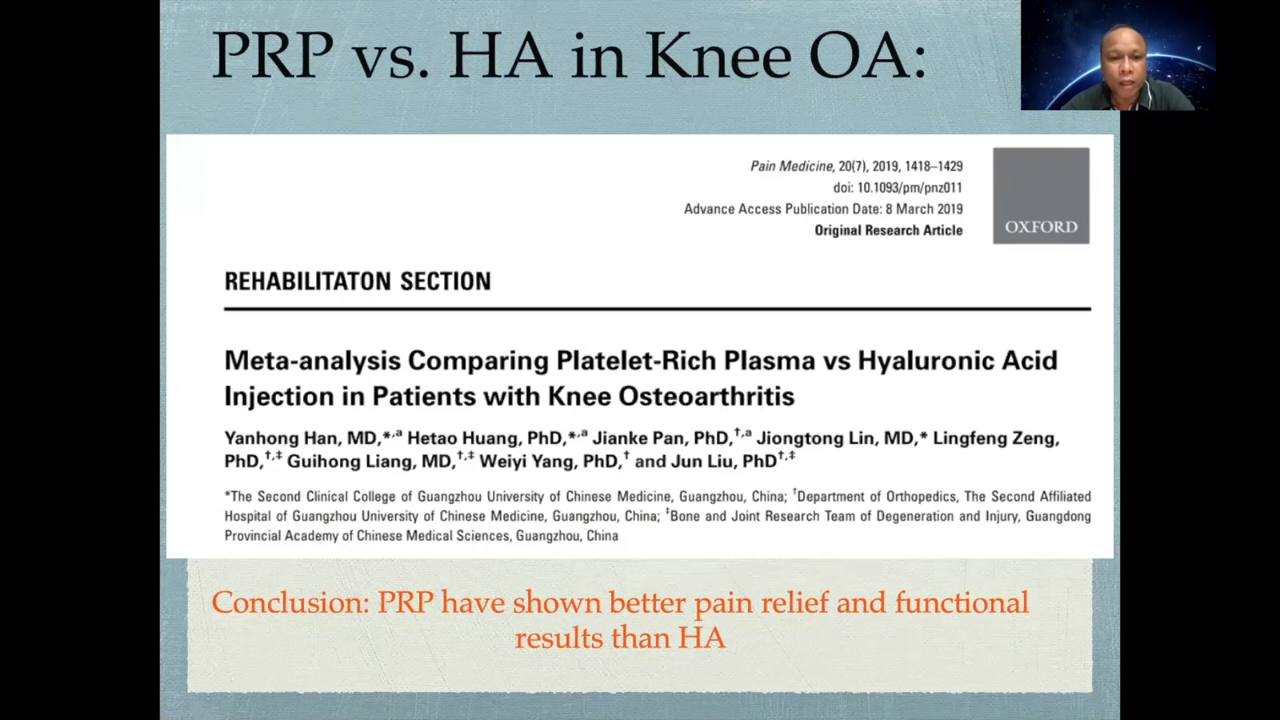 PRP vs. HA in Knee OA:
Pain Medicine, 20(7), 2019, 1418–1429
doi: 10.1093/pm/pnz011
Advance Access Publication Date: 8 March 2019
Original Research Article
OXFORD
REHABILITATON SECTION
Meta-analysis Comparing Platelet-Rich Plasma vs Hyaluronic Acid
Injection in Patients with Knee Osteoarthritis
Yanhong Han, MD,*,a Hetao Huang, PhD,*,a Jianke Pan, PhD,†,a Jiongtong Lin, MD,* Lingfeng Zeng,
PhD,†,‡ Guihong Liang, MD,†,‡ Weiyi Yang, PhD,† and Jun Liu, PhD†,‡
*The Second Clinical College of Guangzhou University of Chinese Medicine, Guangzhou, China; †Department of Orthopedics, The Second Affiliated
Hospital of Guangzhou University of Chinese Medicine, Guangzhou, China; ‡Bone and Joint Research Team of Degeneration and Injury, Guangdong
Provincial Academy of Chinese Medical Sciences, Guangzhou, China
Conclusion: PRP have shown better pain relief and functional
results than HA